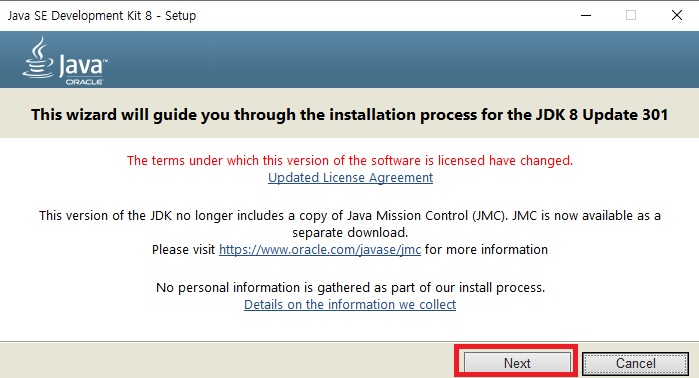 Java SE Development Kit 8 - Setup
Java™
ORACLE
This wizard will guide you through the installation process for the JDK 8 Update 301
The terms under which this version of the software is licensed have changed.
Updated License Agreement
This version of the JDK no longer includes a copy of Java Mission Control (JMC). JMC is now available as a
separate download.
Please visit https://www.oracle.com/javase/jmc for more information
No personal information is gathered as part of our install process.
Details on the information we collect
Next
Cancel